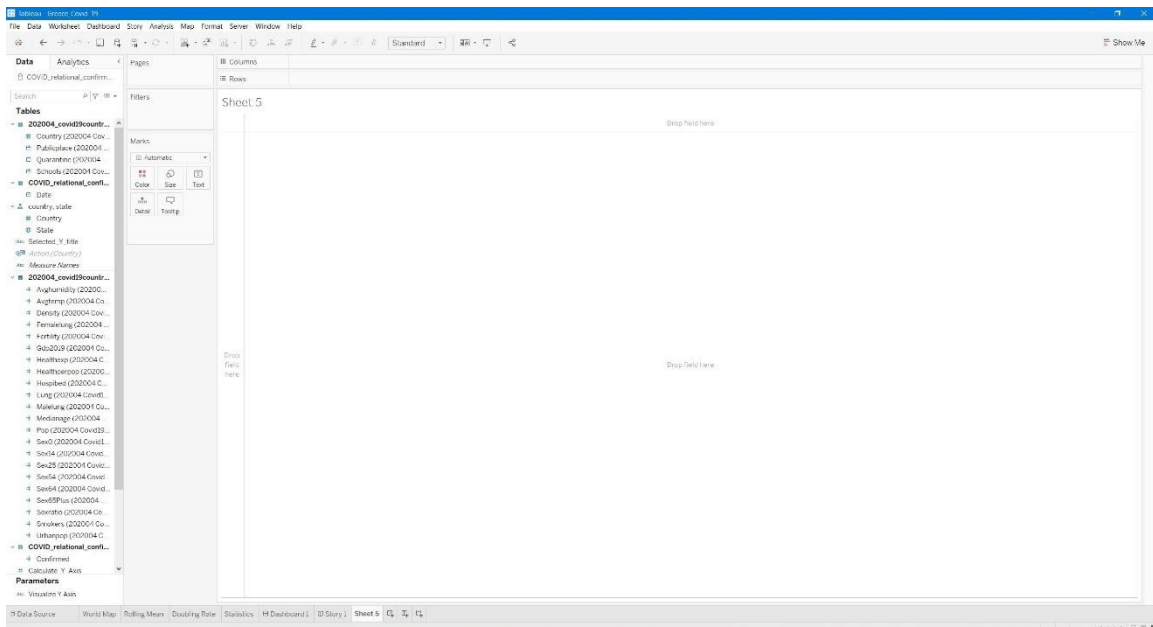 Tableau - Greece Covid 19
File Data Worksheet Dashboard Story Analysis Map Format Server Window Help
Standard
Show Me
Data Analytics
COVID_relational_confirm...
Search
Tables
202004_covid19countr...
Country (202004 Cov...
Publicplace (202004 ...
Quarantine (202004
Schools (202004 Cov...
COVID_relational_confi...
Date
country, state
Country
State
Abc Selected_Y_title
Action (Country)
Abc Measure Names
202004_covid19countr...
Avghumidity (20200...
Avgtemp (202004 Co...
Density (202004 Cov...
Femalelung (202004 ...
Fertility (202004 Cov...
Gdp2019 (202004 Co...
Healthexp (202004 C...
Healthperpop (20200...
Hospibed (202004 C...
Lung (202004 Covid1...
Malelung (202004 Co...
Medianage (202004 ...
Pop (202004 Covid19...
Sex0 (202004 Covid1...
Sex14 (202004 Covid...
Sex25 (202004 Covid...
Sex54 (202004 Covid...
Sex64 (202004 Covid...
Sex65Plus (202004 ...
Sexratio (202004 Co...
Smokers (202004 Co...
Urbanpop (202004 C...
COVID_relational_confi...
Confirmed
Calculate_Y_Axis
Parameters
Abc Visualize Y Axis
Pages
Filters
Marks
Automatic
Color Size Text
Detail Tooltip
Columns
Rows
Sheet 5
Drop field here
Drop
field
here
Drop field here
Data Source World Map Rolling Mean Doubling Rate Statistics Dashboard 1 Story 1 Sheet 5